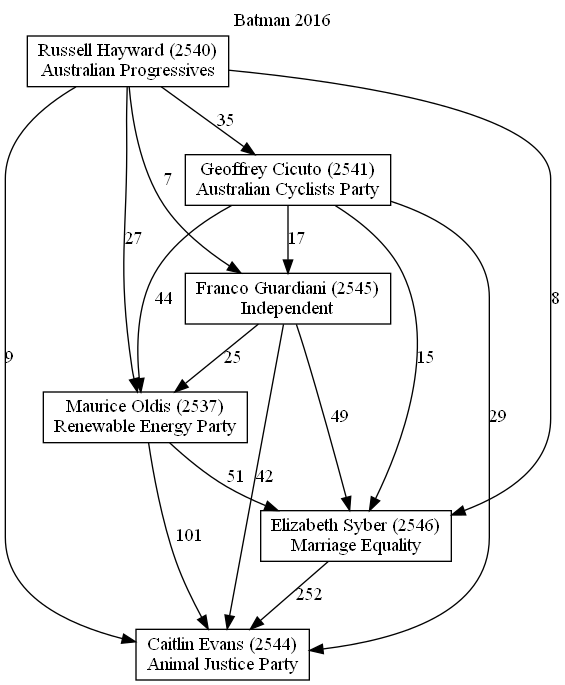 Batman 2016
Russell Hayward (2540)
Australian Progressives
35
Geoffrey Cicuto (2541)
Australian Cyclists Party
7
27
17
44
Franco Guardiani (2545)
Independent
8
9
25
15
Maurice Oldis (2537)
Renewable Energy Party
49
29
51
42
Elizabeth Syber (2546)
Marriage Equality
101
252
Caitlin Evans (2544)
Animal Justice Party